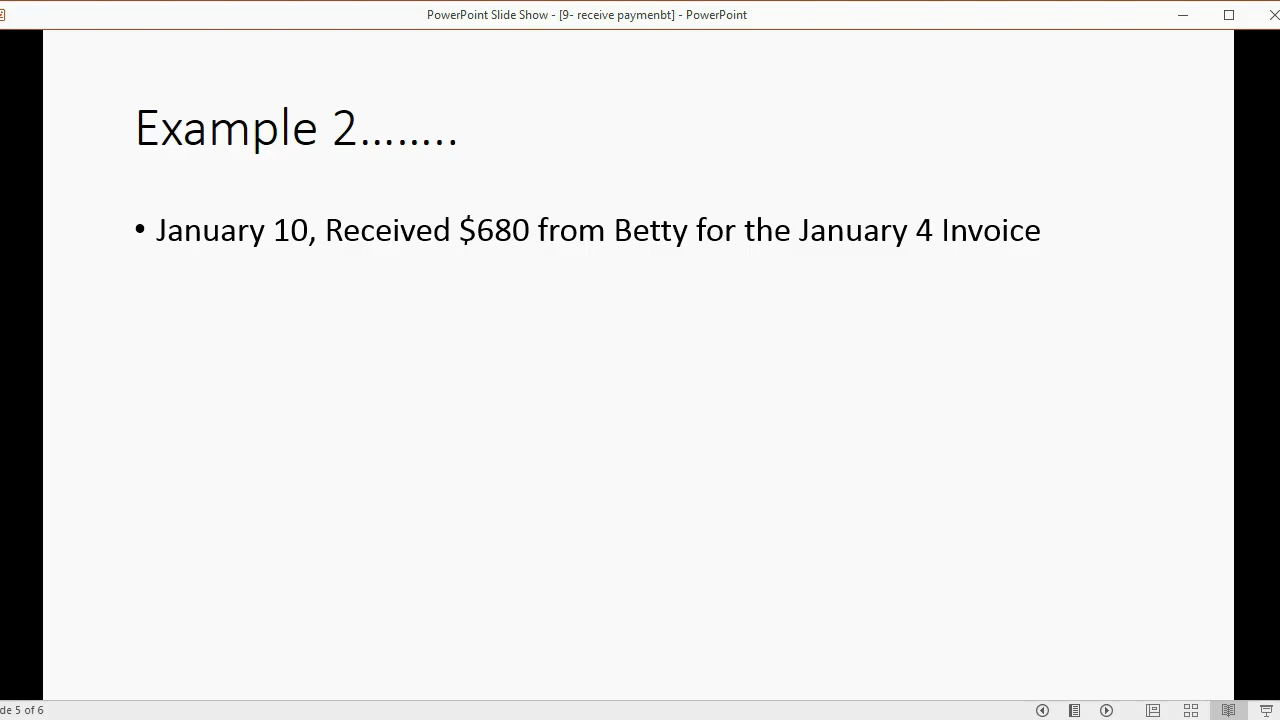 PowerPoint Slide Show - [9- receive paymenbt] - PowerPoint
Example 2........
• January 10, Received $680 from Betty for the January 4 Invoice
de 5 of 6